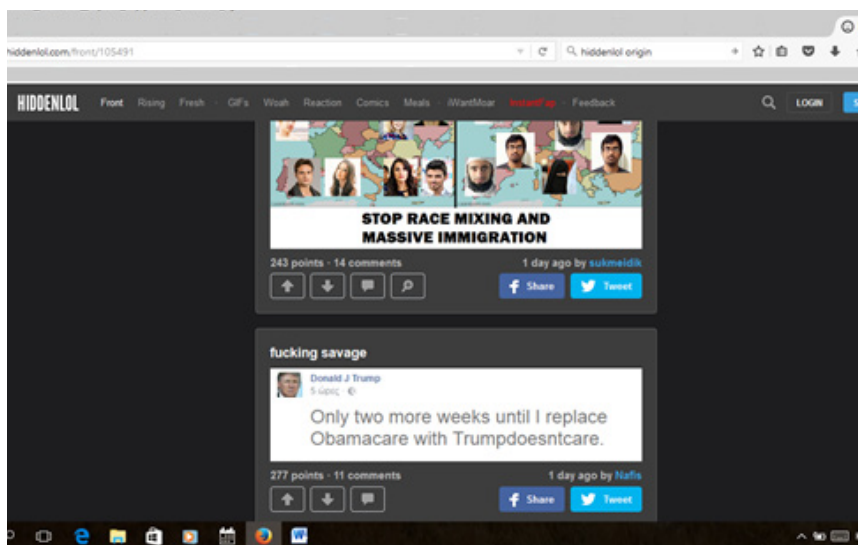 hiddenlol.com/front/105491
hiddenlol origin
HIDDENLOL Front Rising Fresh · GIFs Woah Reaction Comics Meals · iWantMoar InstantFap · Feedback LOGIN
STOP RACE MIXING AND
MASSIVE IMMIGRATION
243 points · 14 comments 1 day ago by sukmeidik
Share Tweet
fucking savage
Donald J Trump
5 ώρες ·
Only two more weeks until I replace
Obamacare with Trumpdoesntcare.
277 points · 11 comments 1 day ago by Nafis
Share Tweet